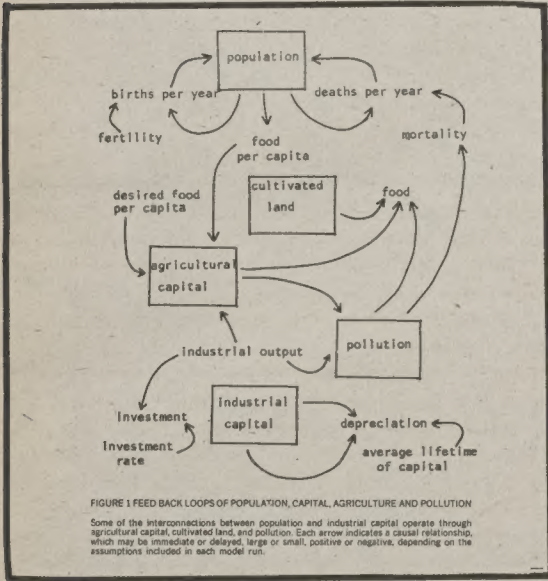 population
births per year
deaths per year
fertility
mortality
food
per capita
cultivated
land
food
desired food
per capita
agricultural
capital
industrial output
pollution
Investment
Investment
rate
industrial
capital
depreciation
average lifetime
of capital
FIGURE 1 FEED BACK LOOPS OF POPULATION, CAPITAL, AGRICULTURE AND POLLUTION
Some of the interconnections between population and industrial capital operate through
agricultural capital, cultivated land, and pollution. Each arrow indicates a causal relationship,
which may be immediate or delayed, large or small, positive or negative, depending on the
assumptions included in each model run.